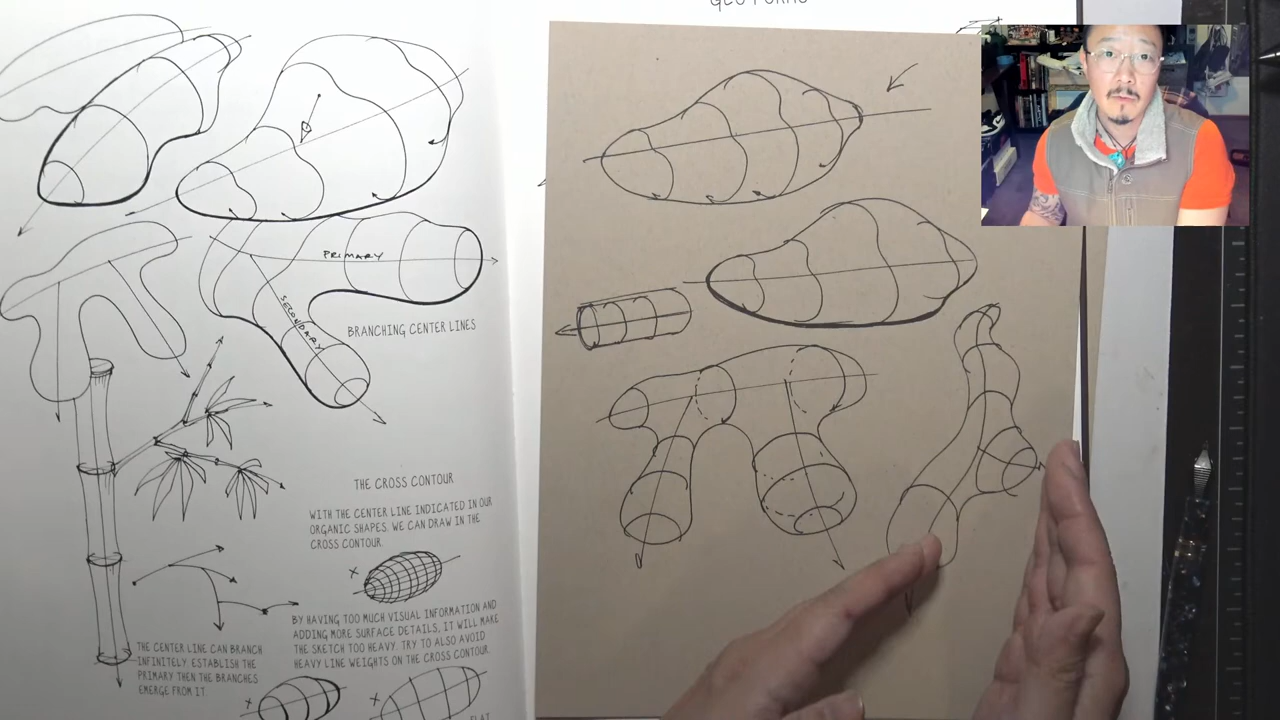 GEO FORMS
PRIMARY
SECONDARY
BRANCHING CENTER LINES
THE CROSS CONTOUR
WITH THE CENTER LINE INDICATED IN OUR
ORGANIC SHAPES. WE CAN DRAW IN THE
CROSS CONTOUR.
X
BY HAVING TOO MUCH VISUAL INFORMATION AND
ADDING MORE SURFACE DETAILS, IT WILL MAKE
THE SKETCH TOO HEAVY. TRY TO ALSO AVOID
HEAVY LINE WEIGHTS ON THE CROSS CONTOUR.
THE CENTER LINE CAN BRANCH
INFINITELY. ESTABLISH THE
PRIMARY THEN THE BRANCHES
EMERGE FROM IT.
X
X
FLAT